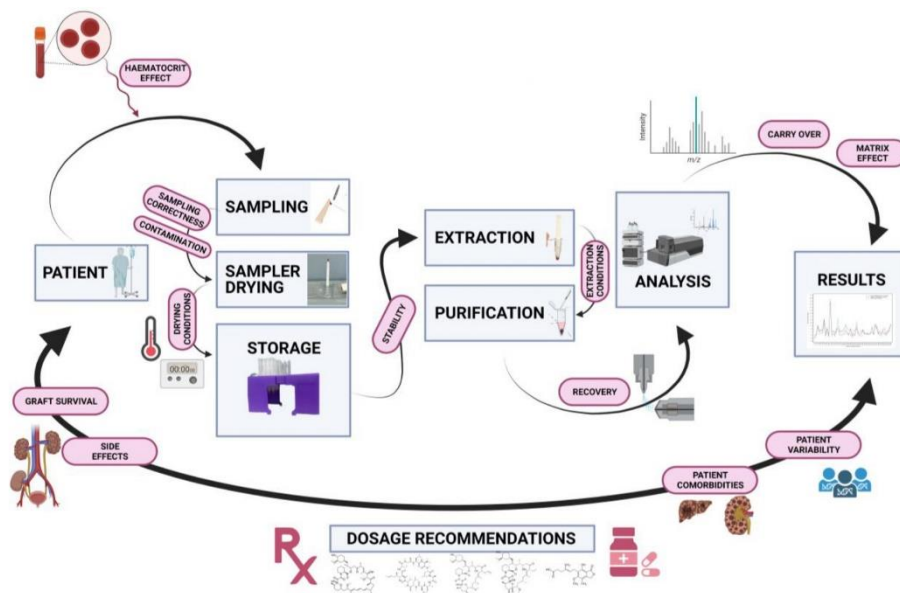 HAEMATOCRIT
EFFECT
Intensity
m/z
CARRY OVER
MATRIX
EFFECT
SAMPLING
CORRECTNESS
CONTAMINATION
SAMPLING
PATIENT
SAMPLER
DRYING
DRYING
CONDITIONS
00:00
STORAGE
STABILITY
EXTRACTION
EXTRACTION
CONDITIONS
PURIFICATION
ANALYSIS
RESULTS
RECOVERY
GRAFT SURVIVAL
SIDE
EFFECTS
PATIENT
VARIABILITY
PATIENT
COMORBIDITIES
DOSAGE RECOMMENDATIONS
Rx